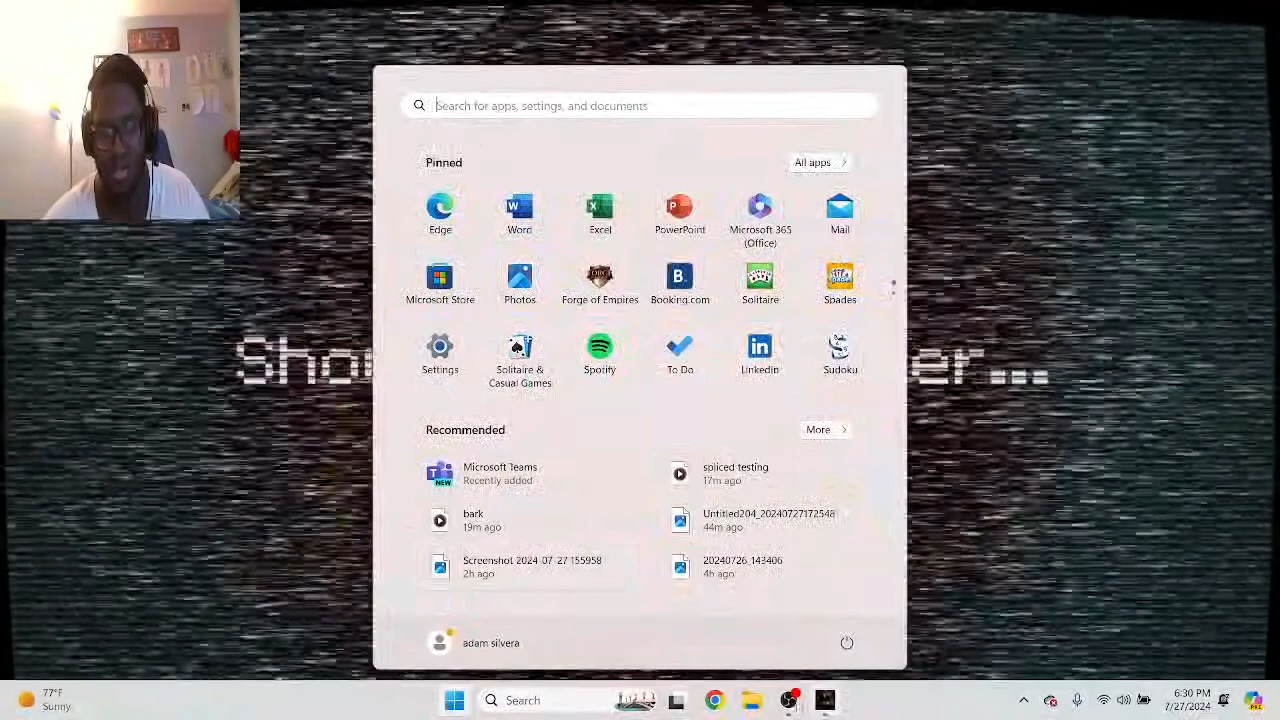 Search for apps, settings, and documents
Pinned
All apps
Edge
Word
Excel
PowerPoint
Microsoft 365
(Office)
Mail
Microsoft Store
Photos
Forge of Empires
Booking.com
Solitaire
Spades
Settings
Solitaire &
Casual Games
Spotify
To Do
LinkedIn
Sudoku
Sho
er...
Recommended
More
Microsoft Teams
Recently added
spliced testing
17m ago
bark
19m ago
Untitled204_20240727172548
44m ago
Screenshot 2024-07-27 155958
2h ago
20240726_143406
4h ago
adam silvera
77°F
Sunny
Search
6:30 PM
7/27/2024